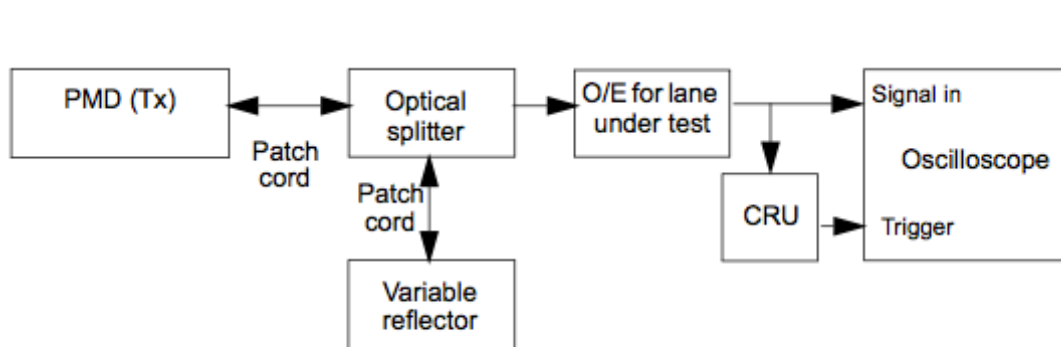 PMD (Tx)
Patch
cord
Optical
splitter
Patch
cord
Variable
reflector
O/E for lane
under test
CRU
Signal in
Oscilloscope
Trigger